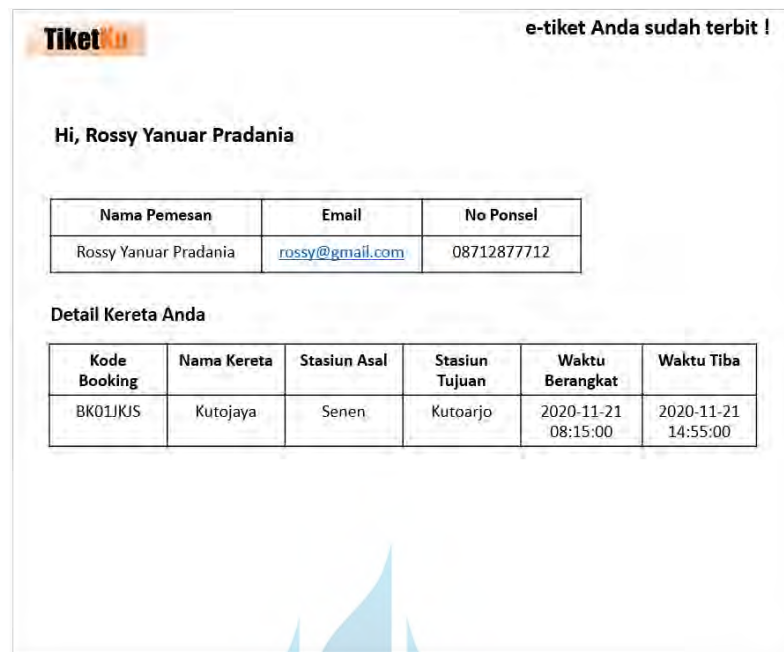 TiketKu
e-tiket Anda sudah terbit !
Hi, Rossy Yanuar Pradania
Nama Pemesan Email No Ponsel
Rossy Yanuar Pradania rossy@gmail.com 08712877712
Detail Kereta Anda
Kode Booking Nama Kereta Stasiun Asal Stasiun Tujuan Waktu Berangkat Waktu Tiba
BK01JKJS Kutojaya Senen Kutoarjo 2020-11-21 08:15:00 2020-11-21 14:55:00